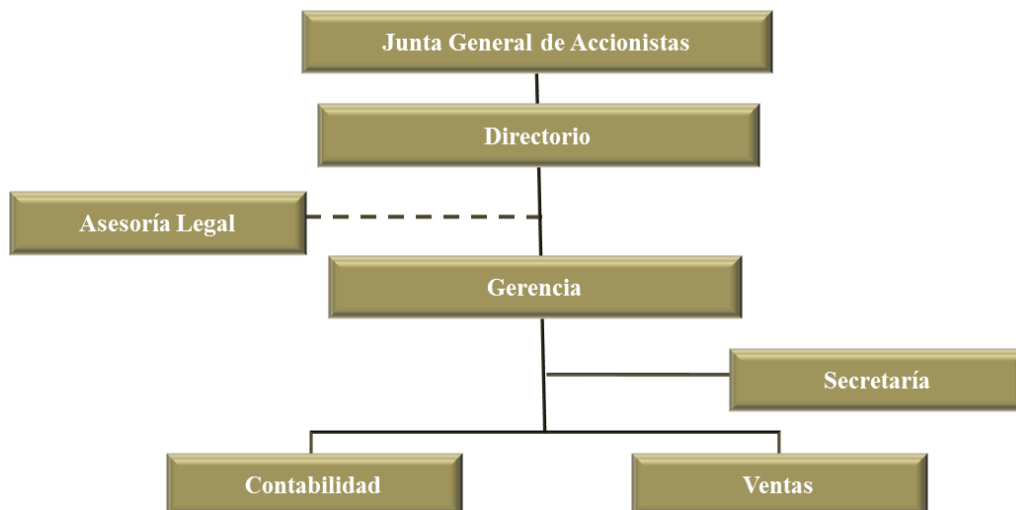 Junta General de Accionistas
Directorio
Asesoría Legal
Gerencia
Secretaría
Contabilidad
Ventas